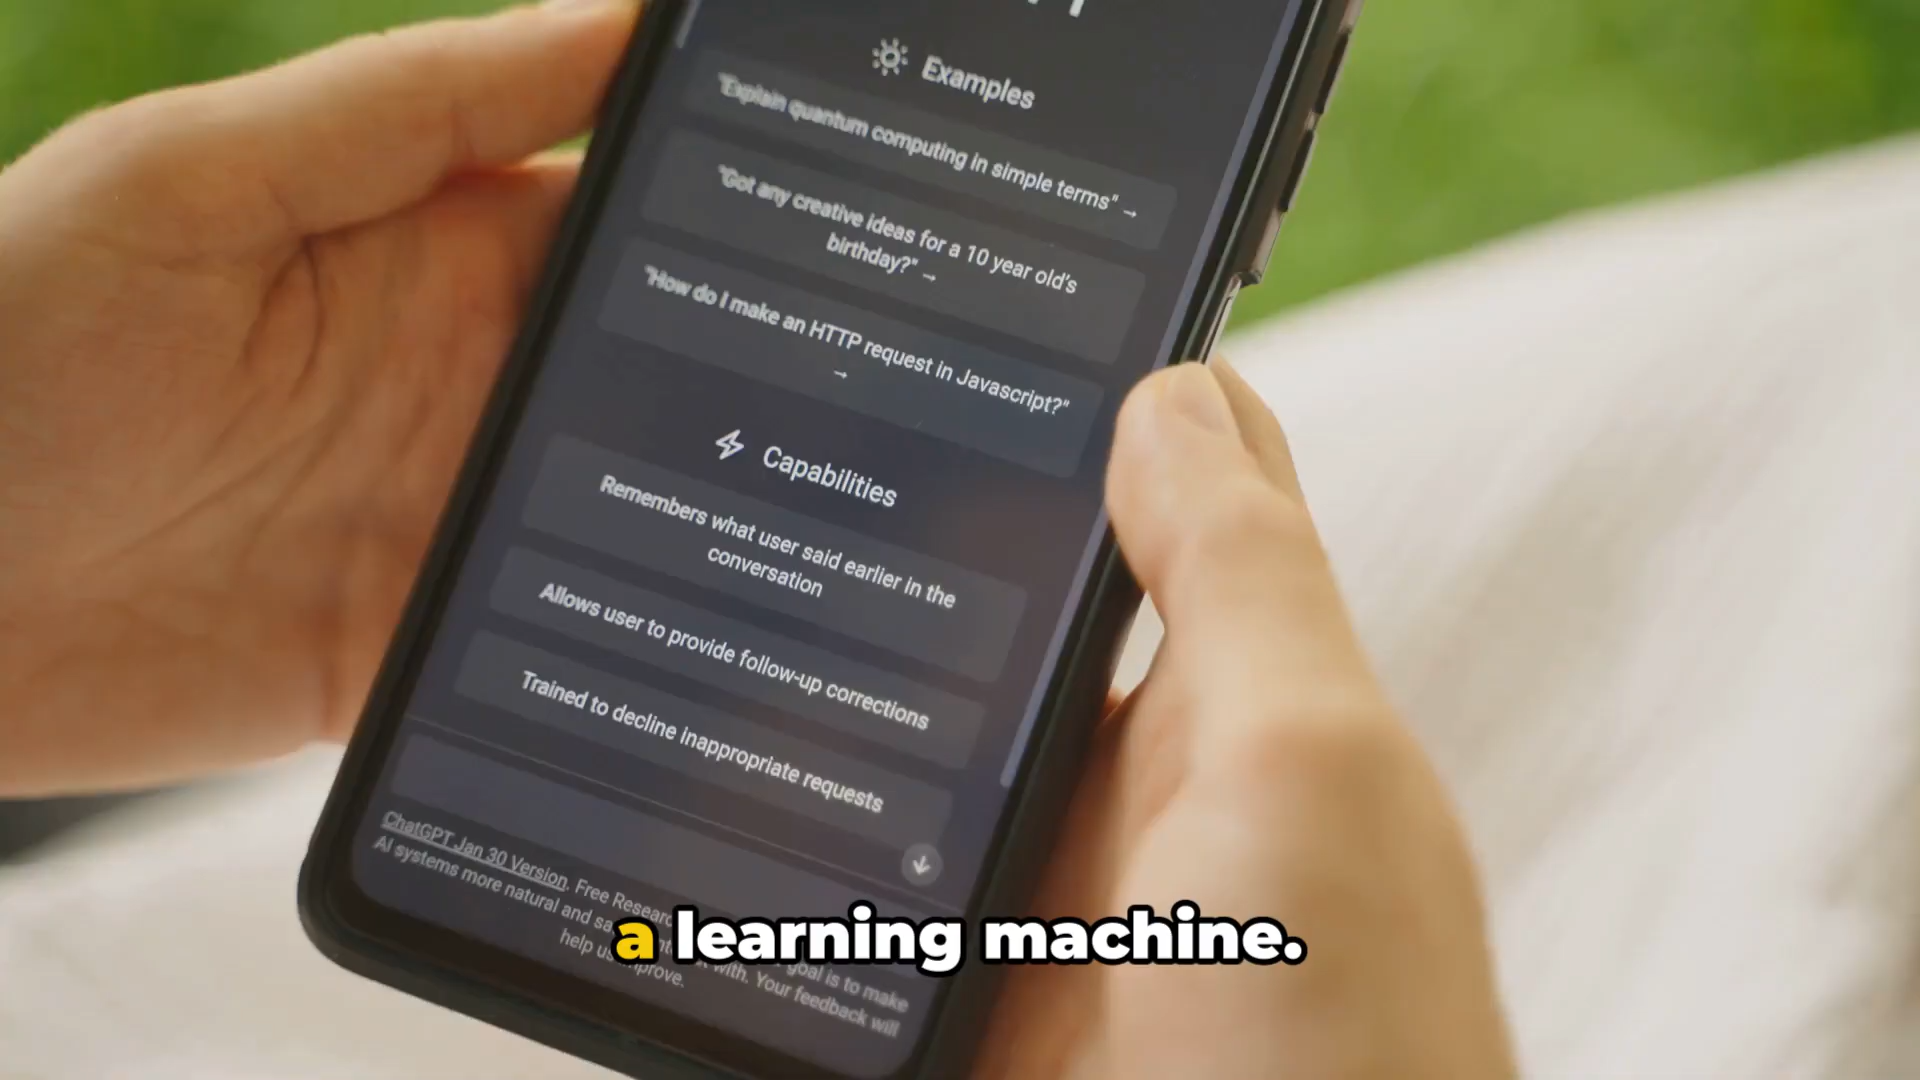 Examples
"Explain quantum computing in simple terms" →
"Got any creative ideas for a 10 year old's
birthday?" →
"How do I make an HTTP request in Javascript?"
→
Capabilities
Remembers what user said earlier in the
conversation
Allows user to provide follow-up corrections
Trained to decline inappropriate requests
ChatGPT Jan 30 Version. Free
AI systems more natural and
goal is to make
help us improve.
with. Your feedback will
a learning machine.